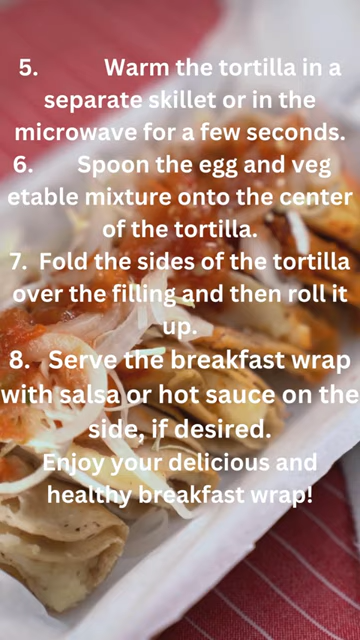 5. Warm the tortilla in a
separate skillet or in the
microwave for a few seconds.
6. Spoon the egg and veg
etable mixture onto the center
of the tortilla.
7. Fold the sides of the tortilla
over the filling and then roll it
up.
8. Serve the breakfast wrap
with salsa or hot sauce on the
side, if desired.
Enjoy your delicious and
healthy breakfast wrap!